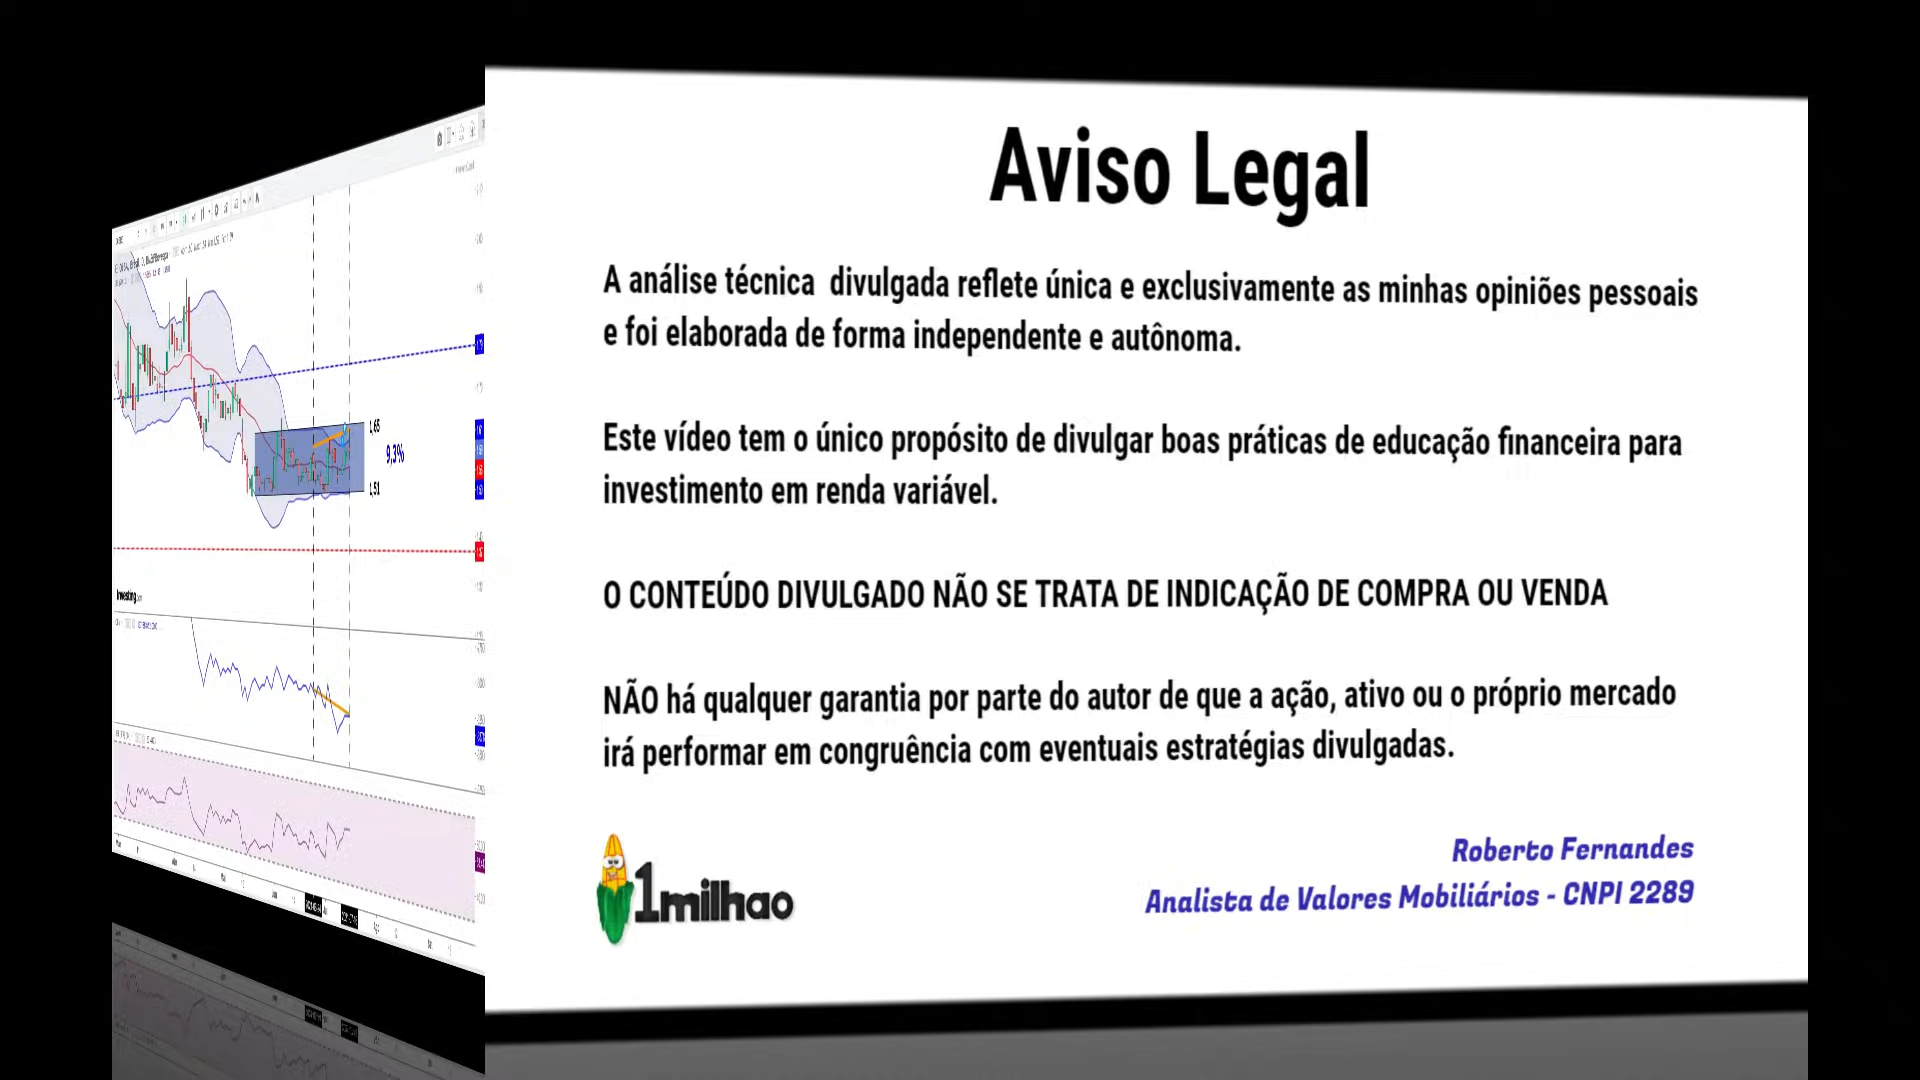 Aviso Legal
A análise técnica divulgada reflete única e exclusivamente as minhas opiniões pessoais
e foi elaborada de forma independente e autônoma.
Este vídeo tem o único propósito de divulgar boas práticas de educação financeira para
investimento em renda variável.
O CONTEÚDO DIVULGADO NÃO SE TRATA DE INDICAÇÃO DE COMPRA OU VENDA
NÃO há qualquer garantia por parte do autor de que a ação, ativo ou o próprio mercado
irá performar em congruência com eventuais estratégias divulgadas.
1milhao
Roberto Fernandes
Analista de Valores Mobiliários - CNPI 2289
1,65
9,3%
1,51
Investing